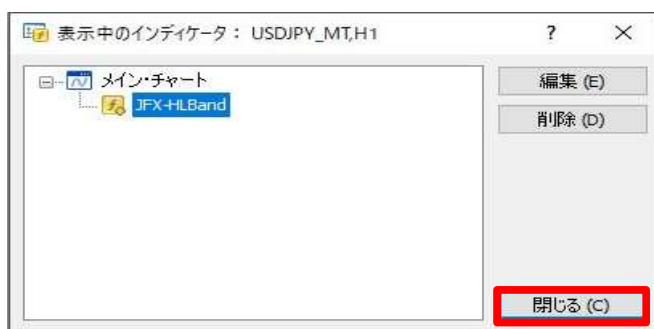 表示中のインディケータ： USDJPY_MT,H1
? ×
メイン・チャート
JFX-HLBand
編集 (E)
削除 (D)
閉じる (C)